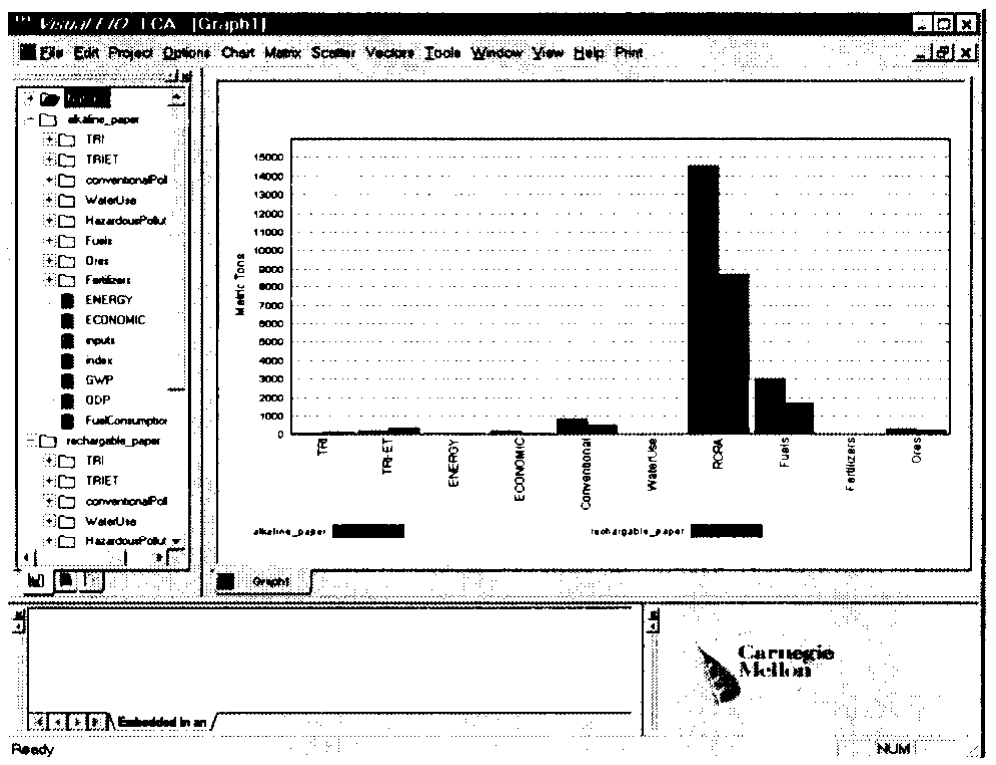 Visual EIO LCA [Graph1]
File Edit Project Options Chart Matrix Scatter Vectors Tools Window View Help Print
alkaline_paper
TRI
TRIET
conventionalPoll
WaterUse
HazardousPollut
Fuels
Ores
Fertilizers
ENERGY
ECONOMIC
inputs
index
GWP
ODP
FuelConsumption
rechargable_paper
TRI
TRIET
conventionalPoll
WaterUse
HazardousPollut
Metric Tons
15000
14000
13000
12000
11000
10000
9000
8000
7000
6000
5000
4000
3000
2000
1000
0
TRI
TRI-ET
ENERGY
ECONOMIC
Conventional
WaterUse
RCRA
Fuels
Fertilizers
Ores
alkaline_paper
rechargable_paper
Graph1
Carnegie
Mellon
Embedded in an
Ready
NUM